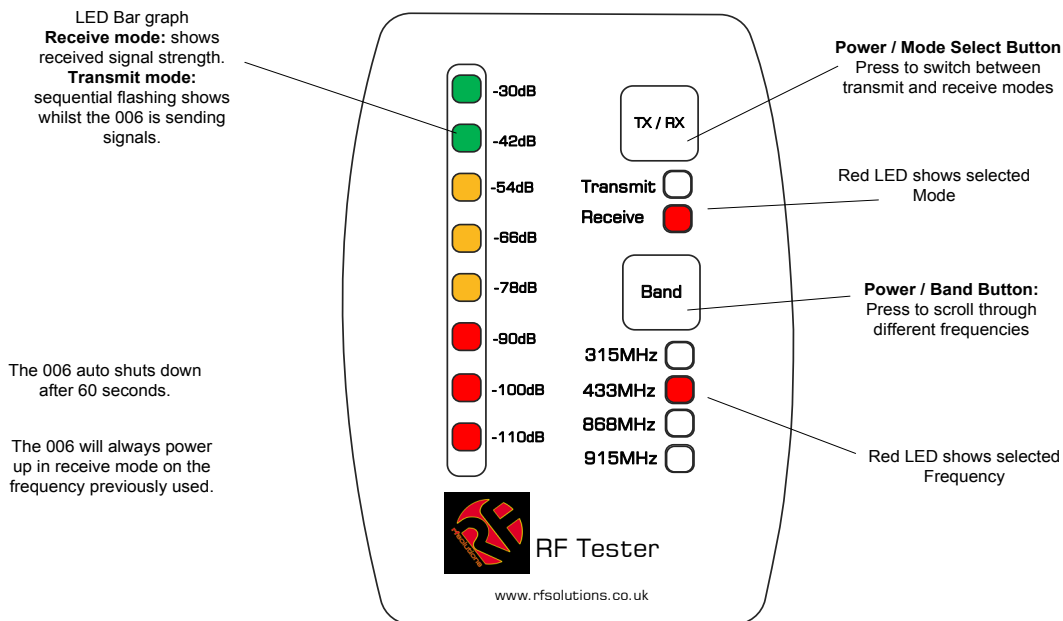 LED Bar graph
Receive mode: shows
received signal strength.
Transmit mode:
sequential flashing shows
whilst the 006 is sending
signals.
The 006 auto shuts down
after 60 seconds.
The 006 will always power
up in receive mode on the
frequency previously used.
-30dB
-42dB
-54dB
-66dB
-78dB
-90dB
-100dB
-110dB
TX / RX
Transmit
Receive
Band
315MHz
433MHz
868MHz
915MHz
rfsolutions
RF
RF Tester
www.rfsolutions.co.uk
Power / Mode Select Button
Press to switch between
transmit and receive modes
Red LED shows selected
Mode
Power / Band Button:
Press to scroll through
different frequencies
Red LED shows selected
Frequency